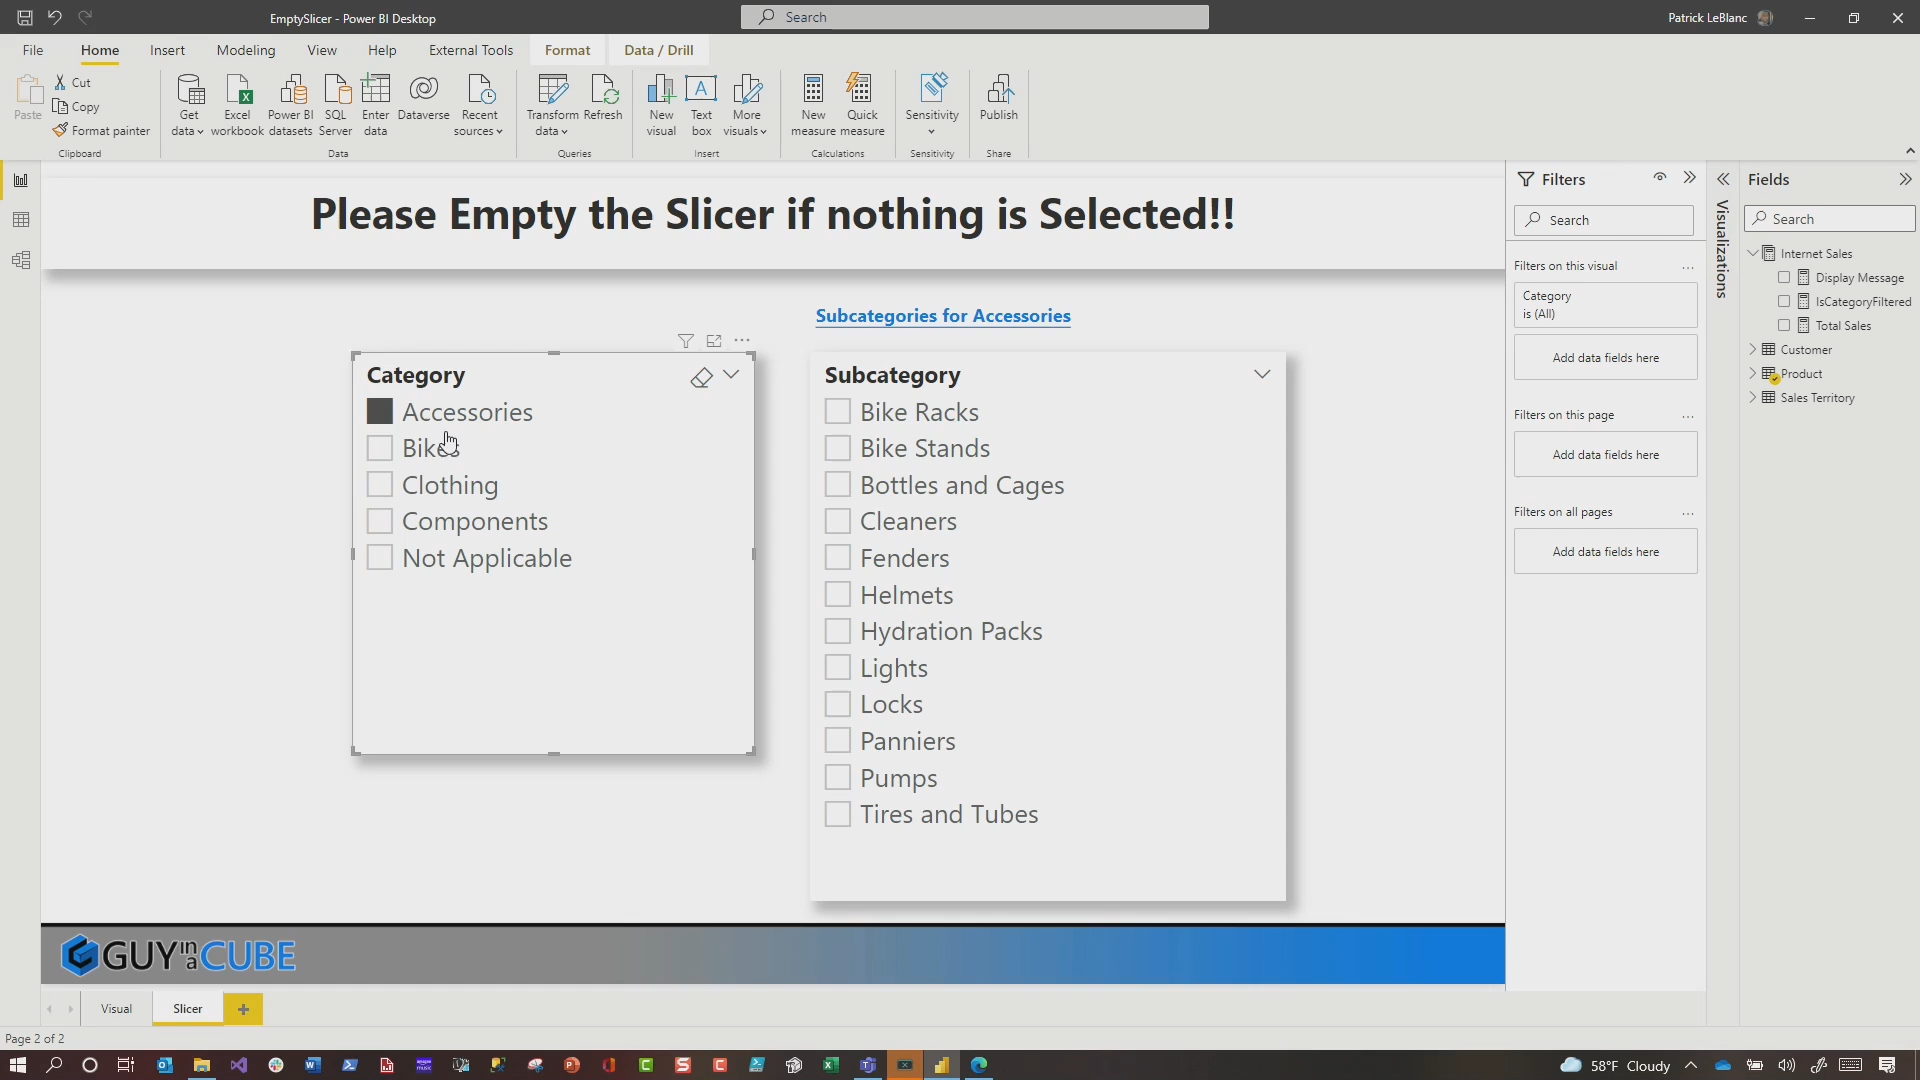 EmptySlicer - Power BI Desktop
Search
Patrick LeBlanc
File
Home
Insert
Modeling
View
Help
External Tools
Format
Data / Drill
Paste
Cut
Copy
Format painter
Clipboard
Get data
Excel workbook
Power BI datasets
SQL Server
Enter data
Dataverse
Recent sources
Data
Transform data
Refresh
Queries
New visual
Text box
More visuals
Insert
New measure
Quick measure
Calculations
Sensitivity
Sensitivity
Publish
Share
Please Empty the Slicer if nothing is Selected!!
Subcategories for Accessories
Category
Accessories
Bikes
Clothing
Components
Not Applicable
Subcategory
Bike Racks
Bike Stands
Bottles and Cages
Cleaners
Fenders
Helmets
Hydration Packs
Lights
Locks
Panniers
Pumps
Tires and Tubes
Filters
Search
Filters on this visual
Category
is (All)
Add data fields here
Filters on this page
Add data fields here
Filters on all pages
Add data fields here
Visualizations
Fields
Search
Internet Sales
Display Message
IsCategoryFiltered
Total Sales
Customer
Product
Sales Territory
GUY in a CUBE
Visual
Slicer
Page 2 of 2
58°F Cloudy